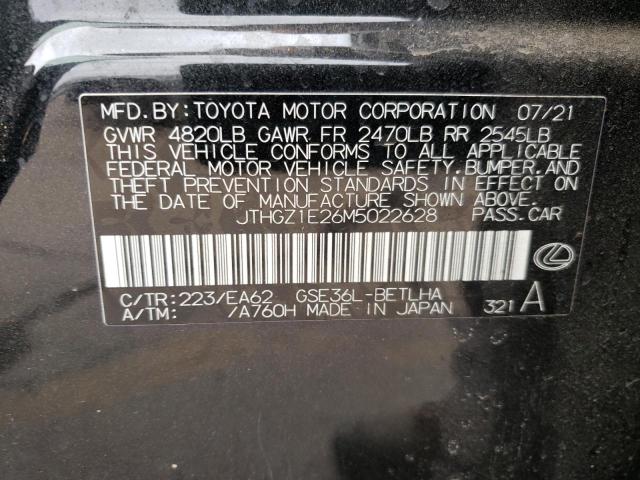 MFD.BY: TOYOTA MOTOR CORPORATION 07/21
GVWR 4820LB GAWR FR 2470LB RR 2545LB
THIS VEHICLE CONFORMS TO ALL APPLICABLE
FEDERAL MOTOR VEHICLE SAFETY.BUMPER.AND
THEFT PREVENTION STANDARDS IN EFFECT ON
THE DATE OF MANUFACTURE SHOWN ABOVE.
JTHGZ1E26M5022628 PASS.CAR
C/TR:223/EA62 GSE36L-BETLHA
A/TM: /A760H MADE IN JAPAN 321 A